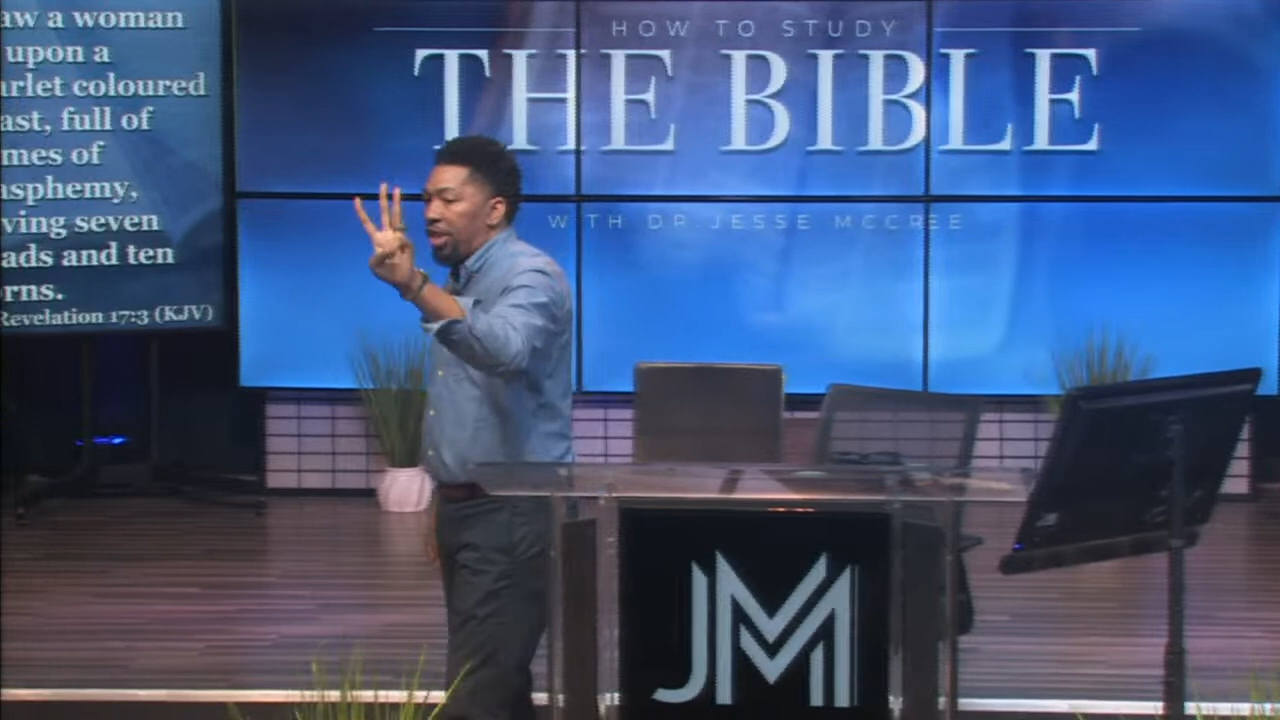 aw a woman
upon a
arlet coloured
ast, full of
mes of
asphemy,
ving seven
ads and ten
rns.
Revelation 17:3 (KJV)
HOW TO STUDY
THE BIBLE
WITH DR. JESSE MCCREE
JM